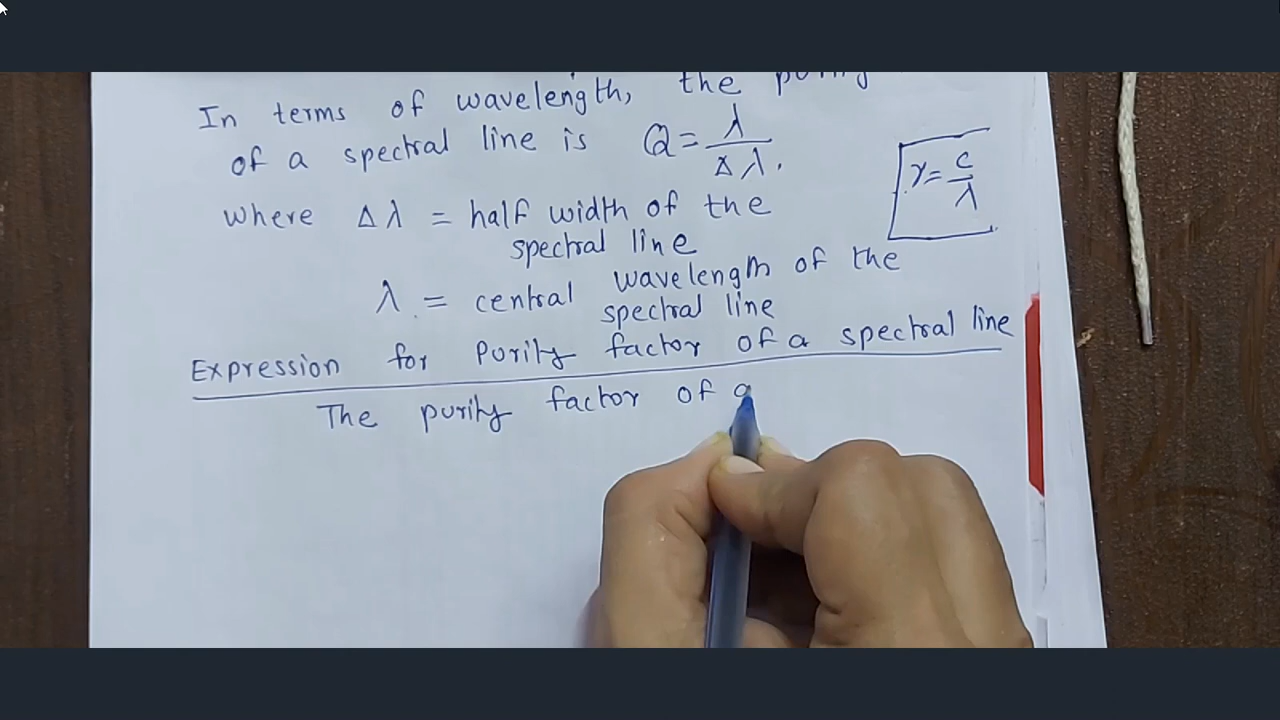 In terms of wavelength, the
of a spectral line is Q = λ / Δλ.
γ = c / λ
where Δλ = half width of the
spectral line
λ = central wavelength of the
spectral line
Expression for Purity factor of a spectral line
The purity factor of a